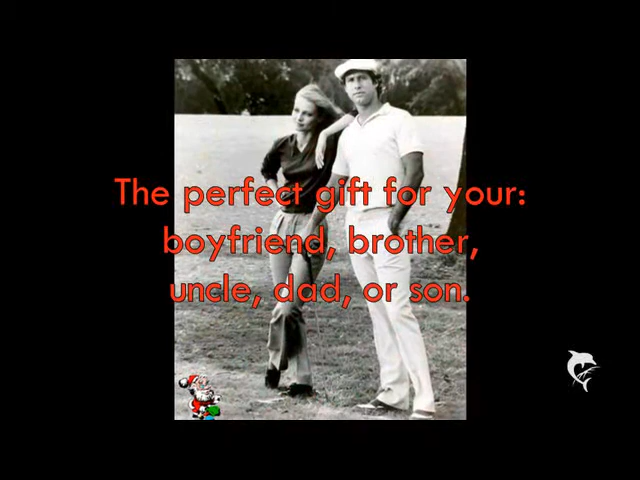 The perfect gift for your:
boyfriend, brother,
uncle, dad, or son.